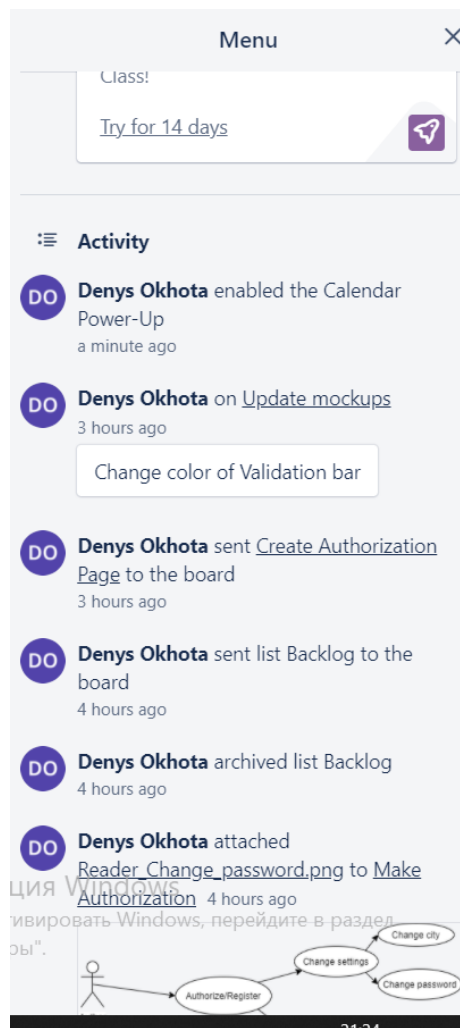 Menu
Class!
Try for 14 days
Activity
DO
Denys Okhota enabled the Calendar
Power-Up
a minute ago
DO
Denys Okhota on Update mockups
3 hours ago
Change color of Validation bar
DO
Denys Okhota sent Create Authorization
Page to the board
3 hours ago
DO
Denys Okhota sent list Backlog to the
board
4 hours ago
DO
Denys Okhota archived list Backlog
4 hours ago
DO
Denys Okhota attached
Reader_Change_password.png to Make
Authorization 4 hours ago
ция Windows
тивировать Windows, перейдите в раздел
ры".
Change city
Change settings
Change password
Authorize/Register